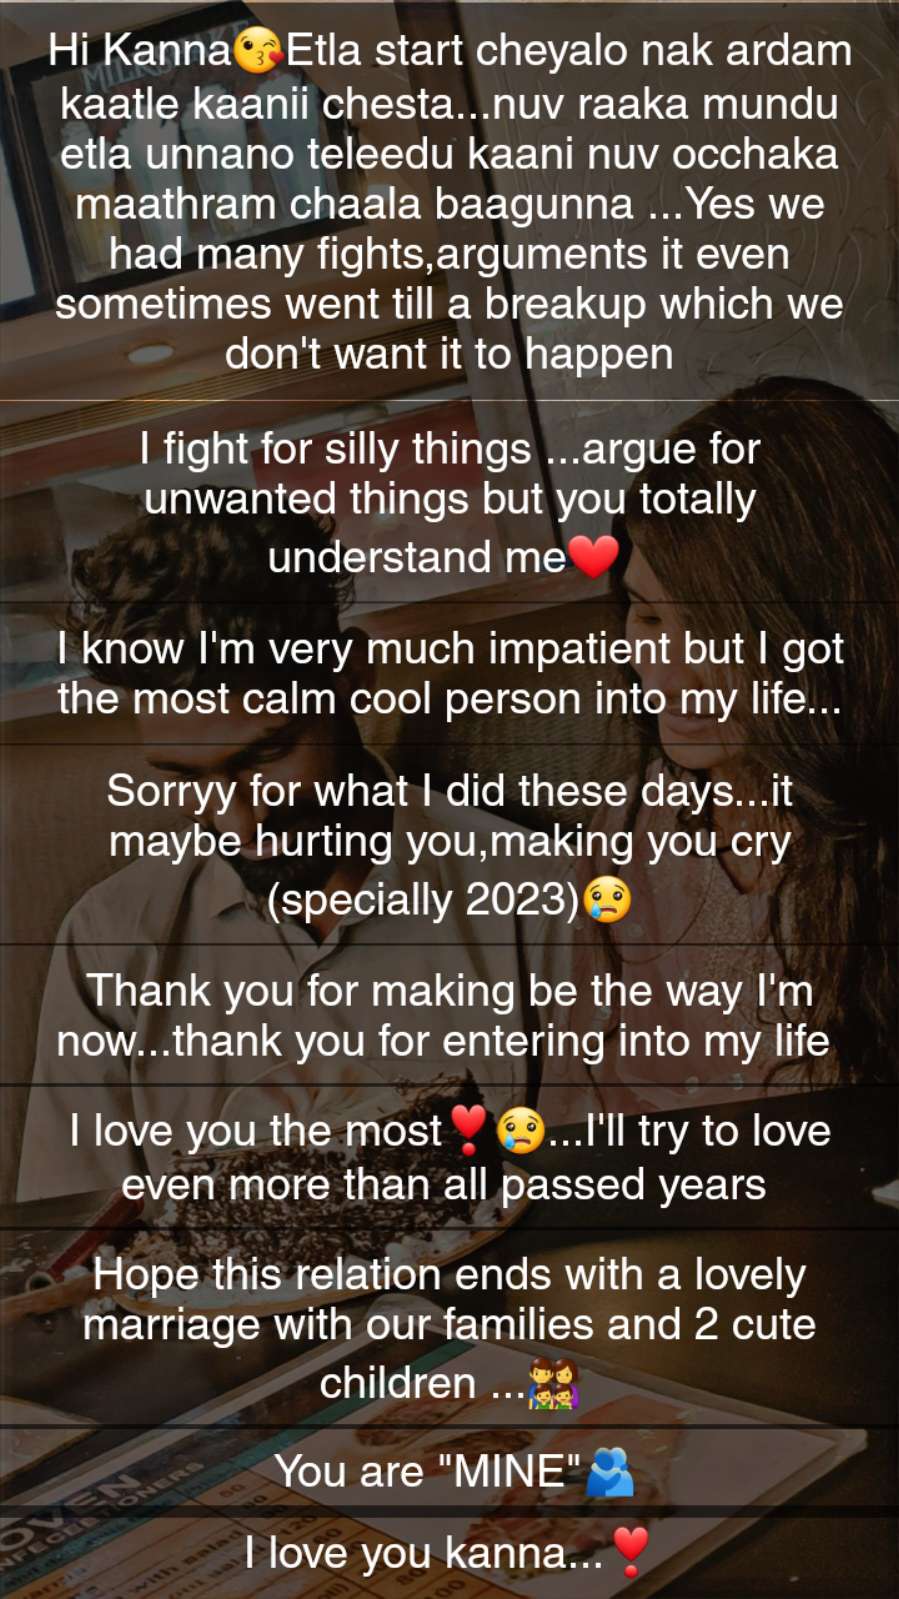 Hi Kanna😘Etla start cheyalo nak ardam
kaatle kaanii chesta...nuv raaka mundu
etla unnano teleedu kaani nuv occhaka
maathram chaala baagunna ...Yes we
had many fights,arguments it even
sometimes went till a breakup which we
don't want it to happen
I fight for silly things ...argue for
unwanted things but you totally
understand me❤️
I know I'm very much impatient but I got
the most calm cool person into my life...
Sorryy for what I did these days...it
maybe hurting you,making you cry
(specially 2023)😢
Thank you for making be the way I'm
now...thank you for entering into my life
I love you the most❣️😢...I'll try to love
even more than all passed years
Hope this relation ends with a lovely
marriage with our families and 2 cute
children ...👨‍👩‍👧‍👦
You are "MINE"🫂
I love you kanna...❣️
MILKSHAKE
OVEN